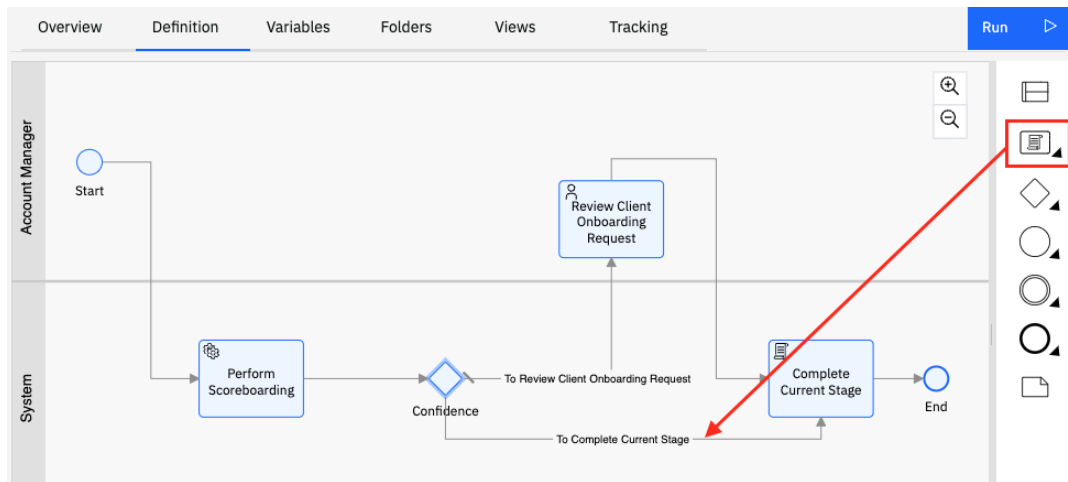 Overview
Definition
Variables
Folders
Views
Tracking
Run
Account Manager
Start
Review Client
Onboarding
Request
System
Perform
Scoreboarding
Confidence
To Review Client Onboarding Request
To Complete Current Stage
Complete
Current Stage
End